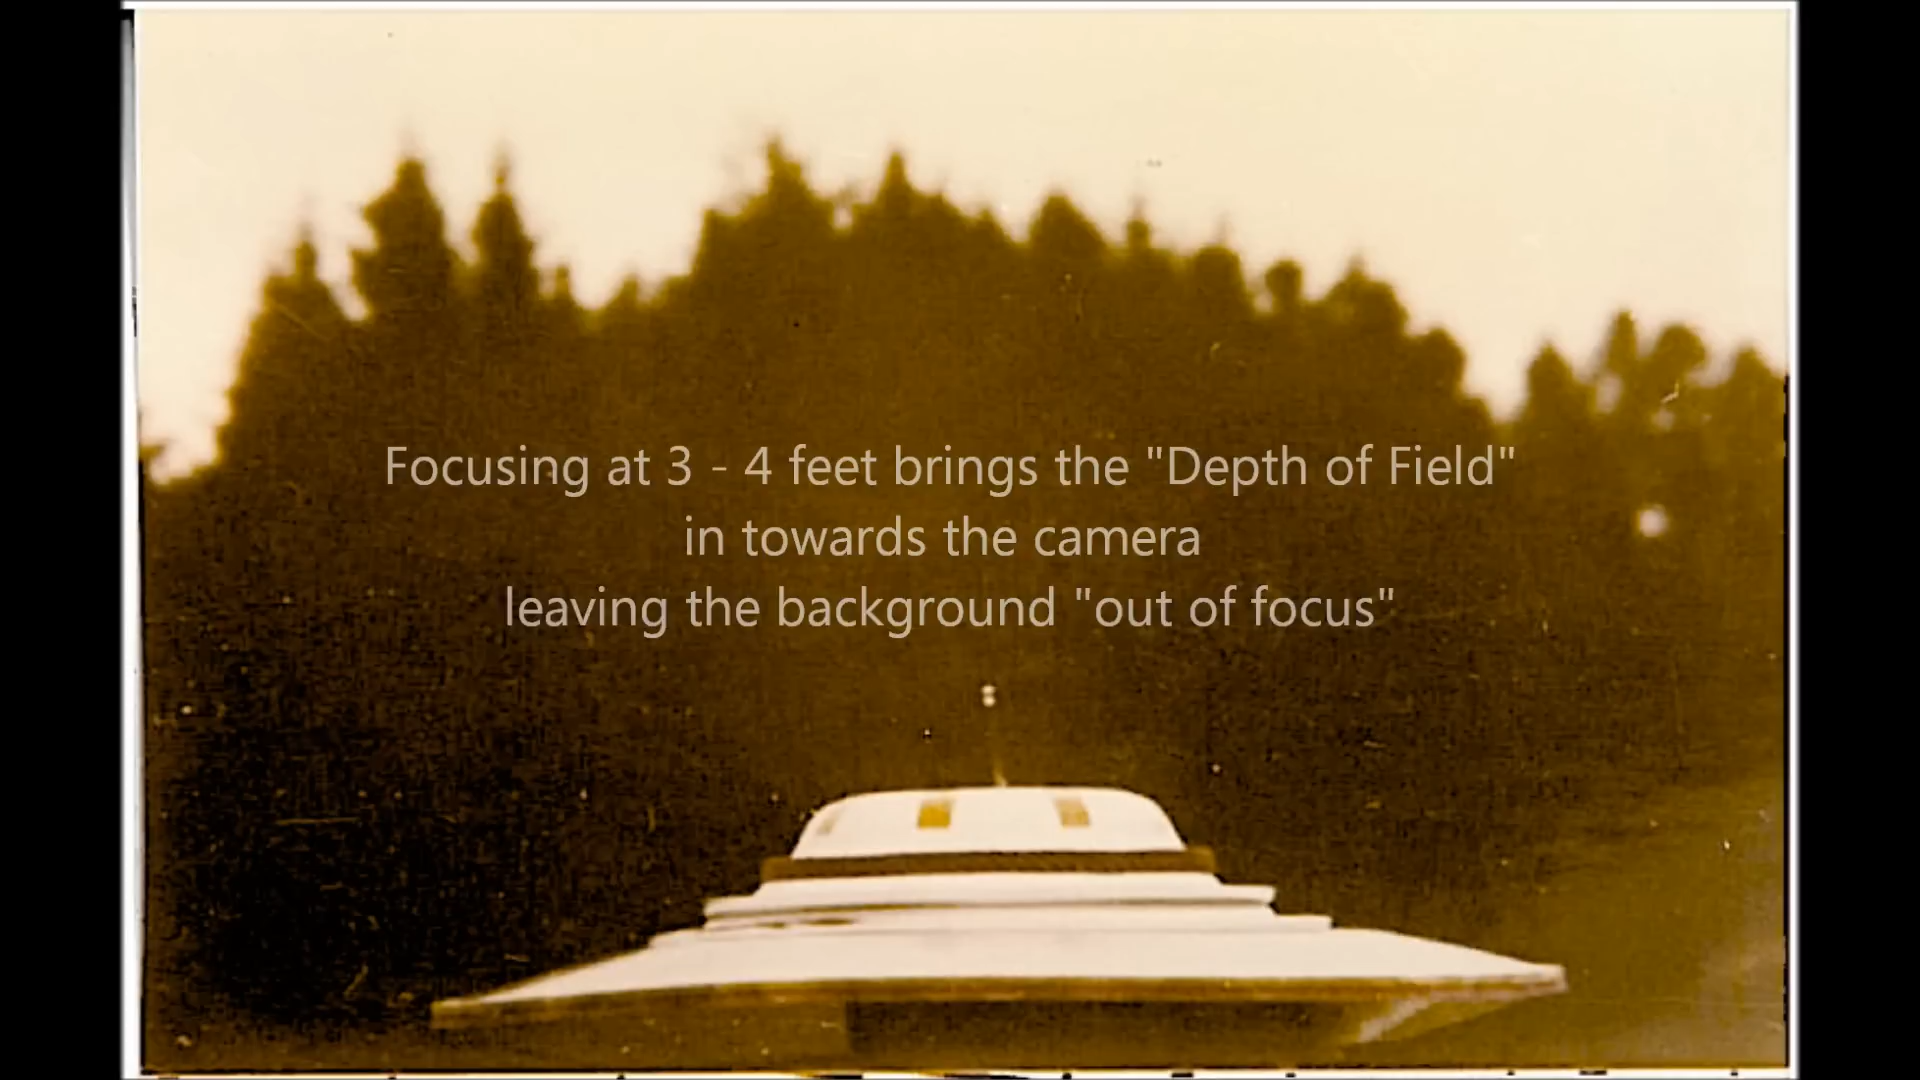 Focusing at 3 - 4 feet brings the "Depth of Field"
in towards the camera
leaving the background "out of focus"